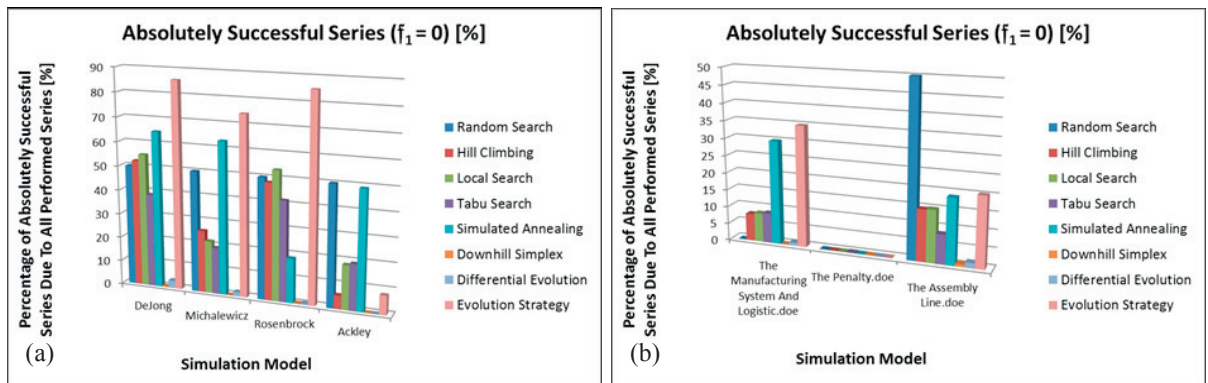 Absolutely Successful Series (f₁ = 0) [%]
Percentage of Absolutely Successful
Series Due To All Performed Series [%]
90
80
70
60
50
40
30
20
10
0
DeJong
Michalewicz
Rosenbrock
Ackley
Simulation Model
Random Search
Hill Climbing
Local Search
Tabu Search
Simulated Annealing
Downhill Simplex
Differential Evolution
Evolution Strategy
(a)
Absolutely Successful Series (f₁ = 0) [%]
Percentage of Absolutely Successful
Series Due To All Performed Series [%]
50
45
40
35
30
25
20
15
10
5
0
The
Manufacturing
System And
Logistic.doe
The Penalty.doe
The Assembly
Line.doe
Simulation Model
Random Search
Hill Climbing
Local Search
Tabu Search
Simulated Annealing
Downhill Simplex
Differential Evolution
Evolution Strategy
(b)